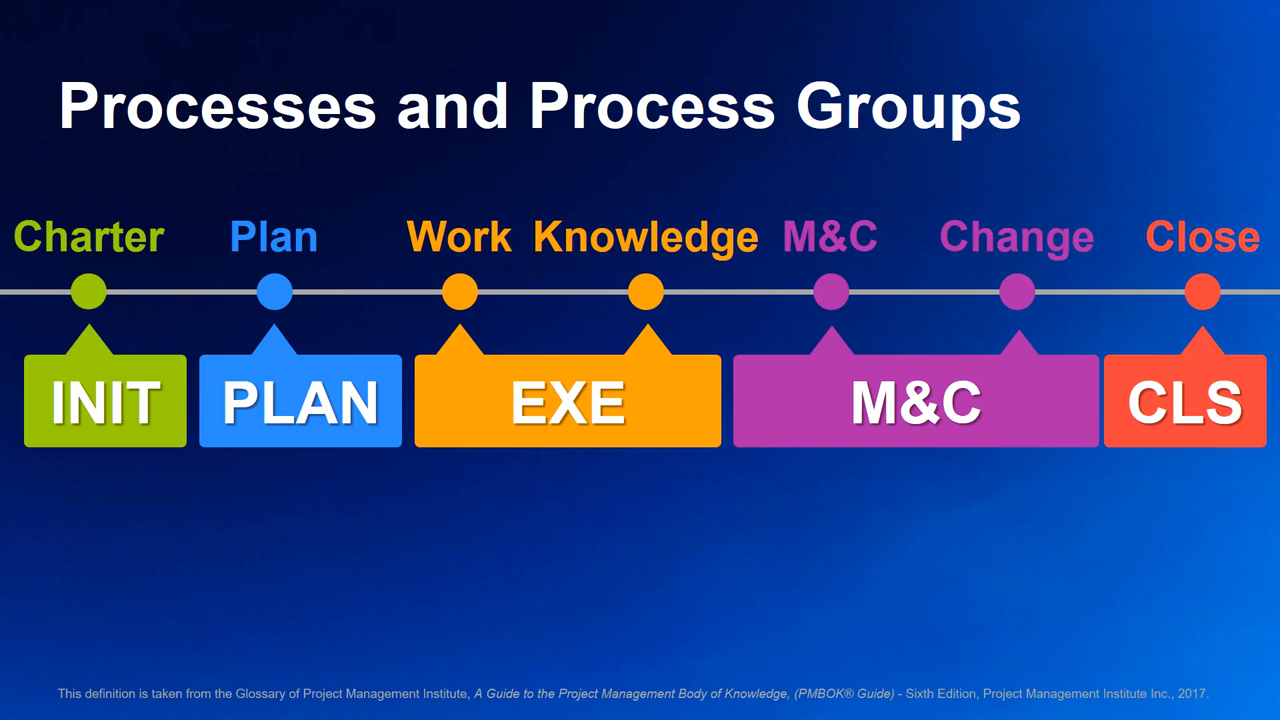 Processes and Process Groups
Charter Plan Work Knowledge M&C Change Close
INIT PLAN EXE M&C CLS
This definition is taken from the Glossary of Project Management Institute, A Guide to the Project Management Body of Knowledge, (PMBOK® Guide) - Sixth Edition, Project Management Institute Inc., 2017.